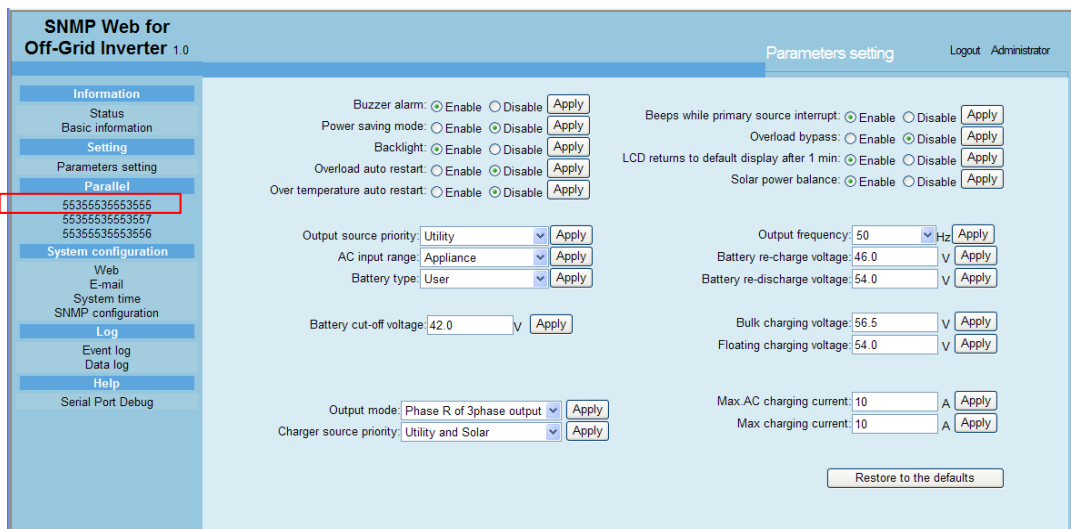 SNMP Web for
Off-Grid Inverter 1.0
Parameters setting
Logout Administrator
Information
Status
Basic information
Setting
Parameters setting
Parallel
55355535553555
55355535553557
55355535553556
System configuration
Web
E-mail
System time
SNMP configuration
Log
Event log
Data log
Help
Serial Port Debug
Buzzer alarm: Enable Disable Apply
Power saving mode: Enable Disable Apply
Backlight: Enable Disable Apply
Overload auto restart: Enable Disable Apply
Over temperature auto restart: Enable Disable Apply
Beeps while primary source interrupt: Enable Disable Apply
Overload bypass: Enable Disable Apply
LCD returns to default display after 1 min: Enable Disable Apply
Solar power balance: Enable Disable Apply
Output source priority: Utility Apply
AC input range: Appliance Apply
Battery type: User Apply
Output frequency: 50 Hz Apply
Battery re-charge voltage: 46.0 V Apply
Battery re-discharge voltage: 54.0 V Apply
Battery cut-off voltage: 42.0 V Apply
Bulk charging voltage: 56.5 V Apply
Floating charging voltage: 54.0 V Apply
Output mode: Phase R of 3phase output Apply
Charger source priority: Utility and Solar Apply
Max.AC charging current: 10 A Apply
Max charging current: 10 A Apply
Restore to the defaults